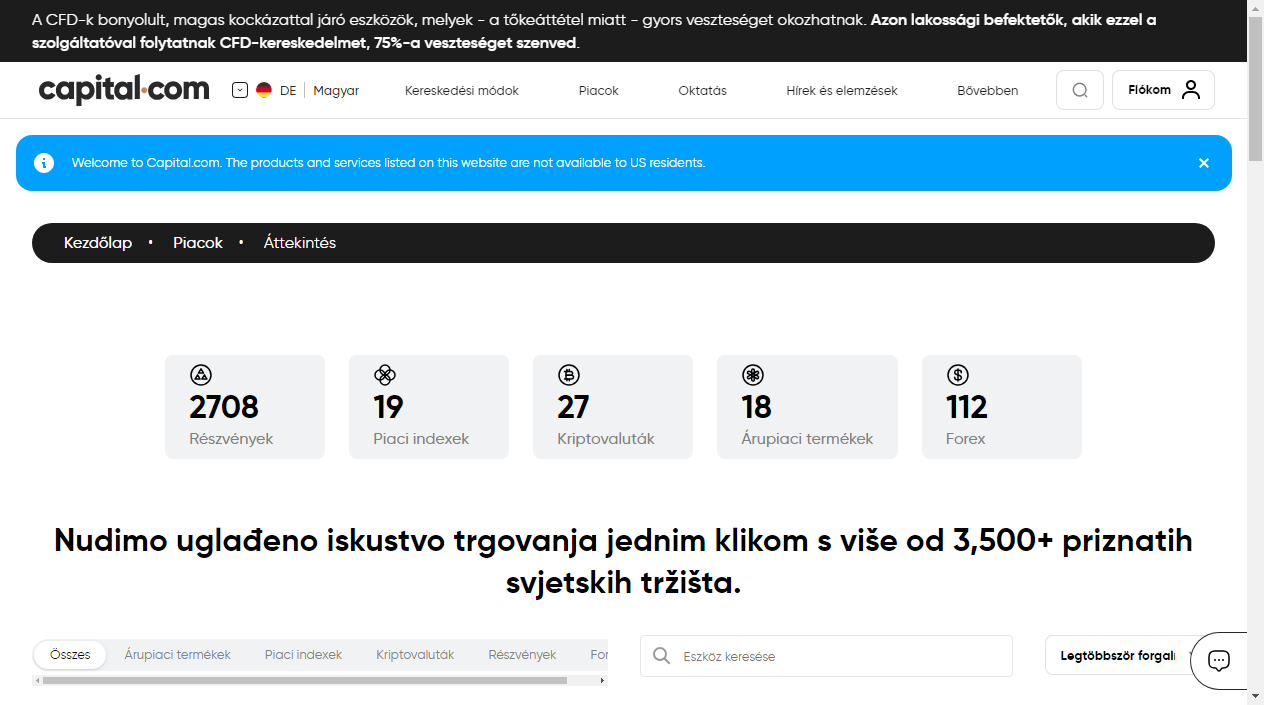 A CFD-k bonyolult, magas kockázattal járó eszközök, melyek - a tőkeáttétel miatt - gyors veszteséget okozhatnak. Azon lakossági befektetők, akik ezzel a
szolgáltatóval folytatnak CFD-kereskedelmet, 75%-a veszteséget szenved.
capital.com DE Magyar Kereskedési módok Piacok Oktatás Hírek és elemzések Bővebben Fiókom
Welcome to Capital.com. The products and services listed on this website are not available to US residents.
Kezdőlap • Piacok • Áttekintés
2708 19 27 18 112
Részvények Piaci indexek Kriptovaluták Árupiaci termékek Forex
Nudimo uglađeno iskustvo trgovanja jednim klikom s više od 3,500+ priznatih
svjetskih tržišta.
Összes Árupiaci termékek Piaci indexek Kriptovaluták Részvények For Eszköz keresése Legtöbbször forgal